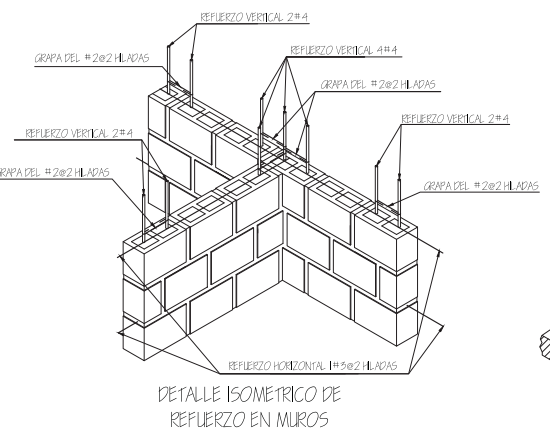 REFUERZO VERTICAL 2#4
GRAPA DEL #2@2 HILADAS
REFUERZO VERTICAL 4#4
GRAPA DEL #2@2 HILADAS
REFUERZO VERTICAL 2#4
REFUERZO VERTICAL 2#4
GRAPA DEL #2@2 HILADAS
GRAPA DEL #2@2 HILADAS
REFUERZO HORIZONTAL 1#3@2 HILADAS
DETALLE ISOMETRICO DE
REFUERZO EN MUROS